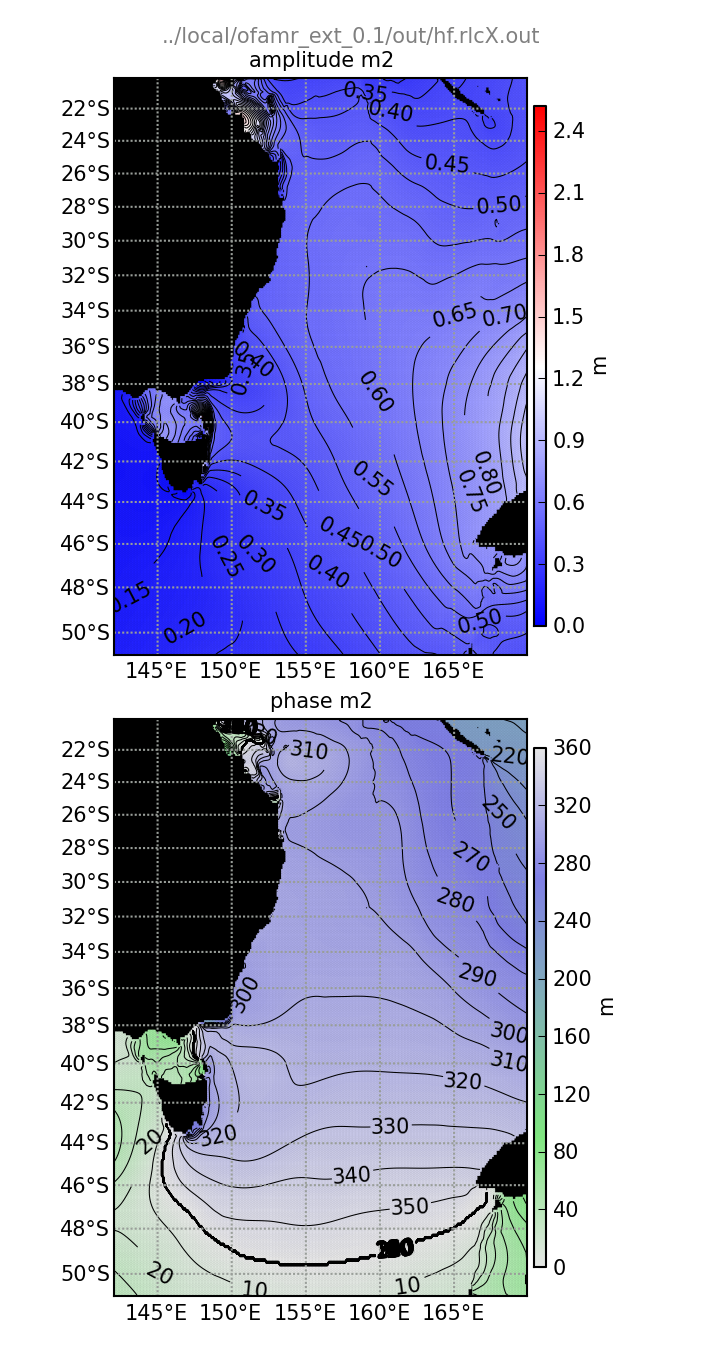 ../local/ofamr_ext_0.1/out/hf.rlcX.out
amplitude m2
22°S
24°S
26°S
28°S
30°S
32°S
34°S
36°S
38°S
40°S
42°S
44°S
46°S
48°S
50°S
145°E 150°E 155°E 160°E 165°E
0.35
0.40
0.45
0.50
0.65 0.70
0.40
0.35
0.60
0.80
0.75
0.55
0.35
0.45 0.50
0.30
0.25
0.40
0.15
0.20
0.50
2.4
2.1
1.8
1.5
1.2
0.9
0.6
0.3
0.0
m
phase m2
22°S
24°S
26°S
28°S
30°S
32°S
34°S
36°S
38°S
40°S
42°S
44°S
46°S
48°S
50°S
145°E 150°E 155°E 160°E 165°E
310
220
250
270
280
290
300
300
310
320
330
20
320
340
350
20
10
10
360
320
280
240
200
160
120
80
40
0
m